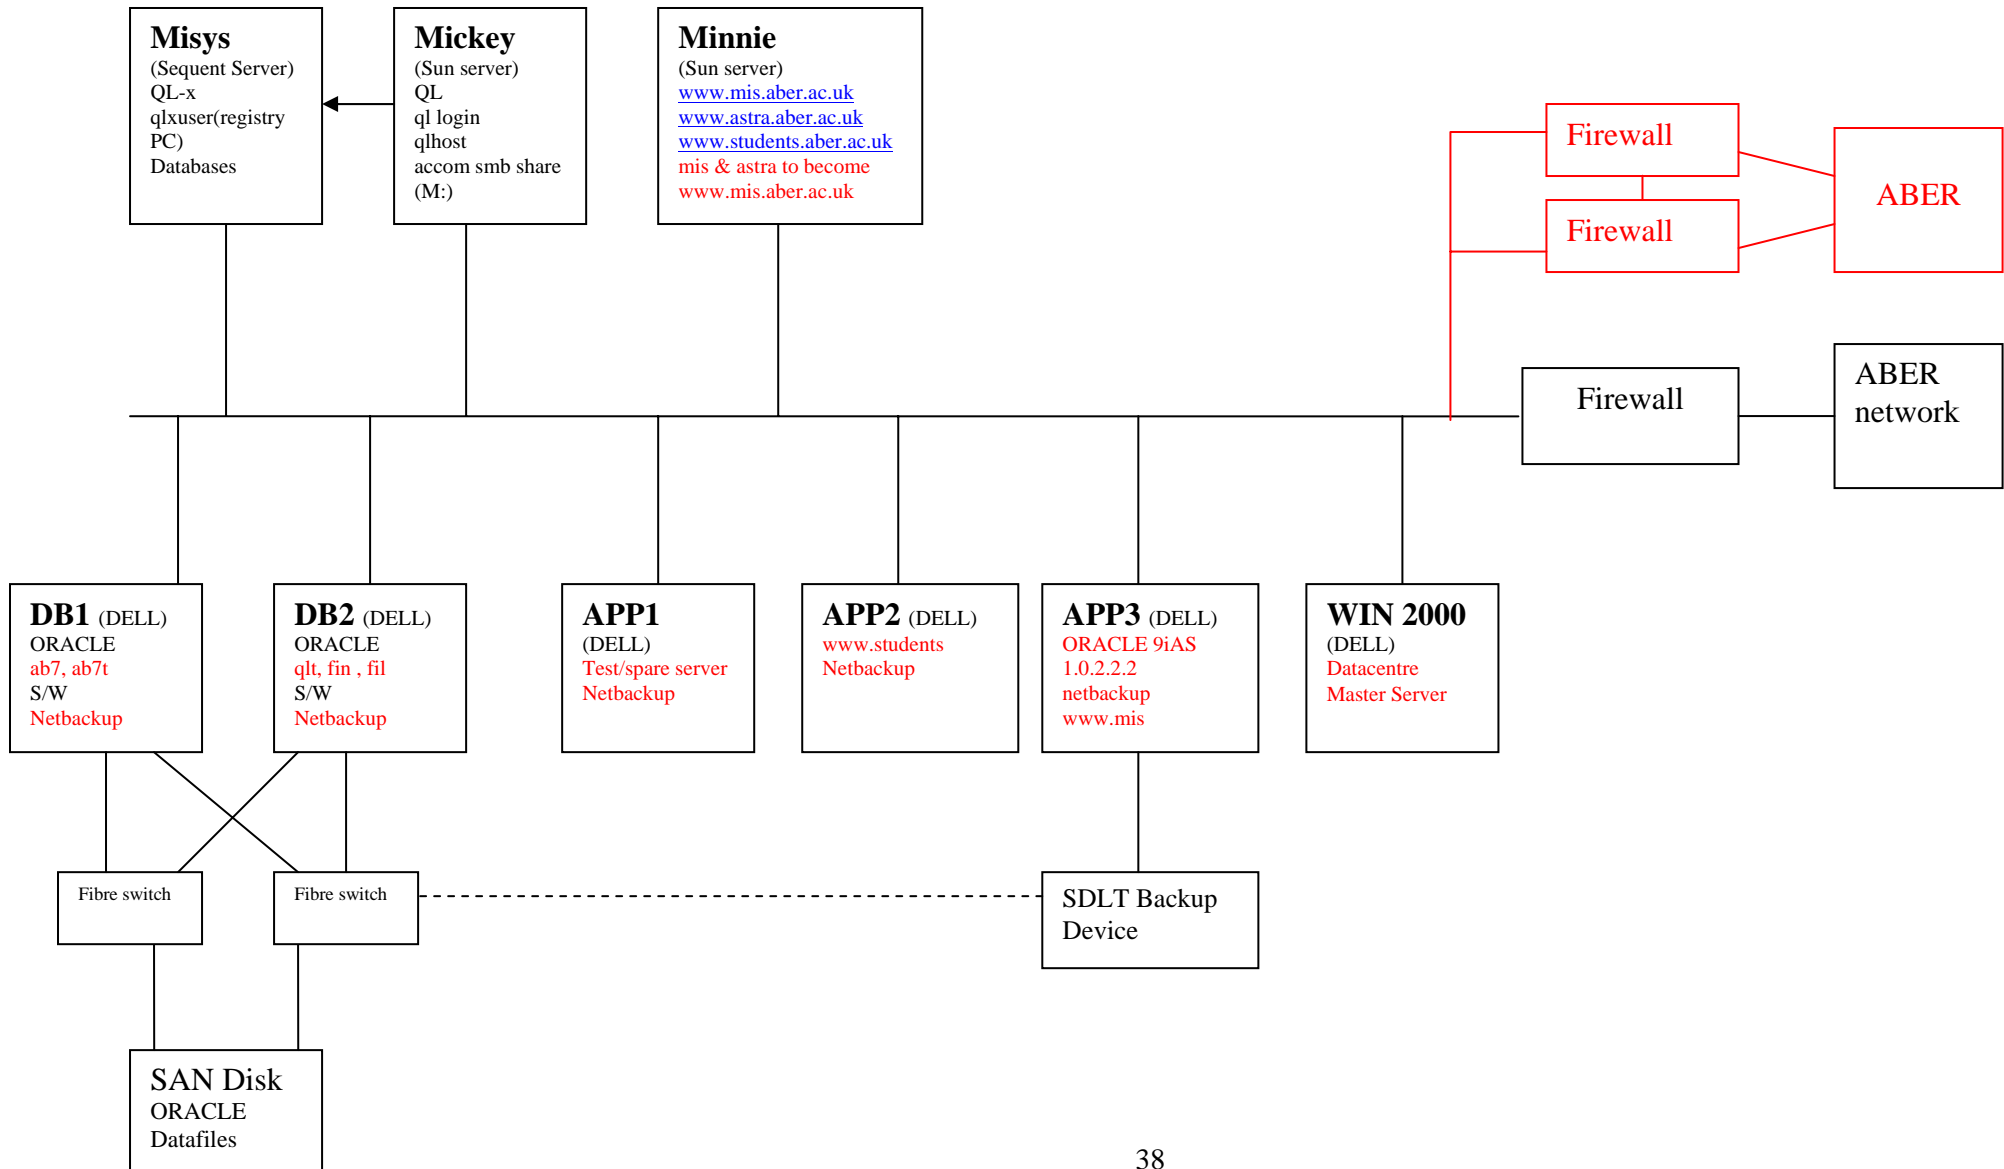 Misys
(Sequent Server)
QL-x
qlxuser(registry
PC)
Databases
Mickey
(Sun server)
QL
ql login
qlhost
accom smb share
(M:)
Minnie
(Sun server)
www.mis.aber.ac.uk
www.astra.aber.ac.uk
www.students.aber.ac.uk
mis & astra to become
www.mis.aber.ac.uk
Firewall
Firewall
ABER
Firewall
ABER
network
DB1 (DELL)
ORACLE
ab7, ab7t
S/W
Netbackup
DB2 (DELL)
ORACLE
qlt, fin , fil
S/W
Netbackup
APP1
(DELL)
Test/spare server
Netbackup
APP2 (DELL)
www.students
Netbackup
APP3 (DELL)
ORACLE 9iAS
1.0.2.2.2
netbackup
www.mis
WIN 2000
(DELL)
Datacentre
Master Server
Fibre switch
Fibre switch
SDLT Backup
Device
SAN Disk
ORACLE
Datafiles
38